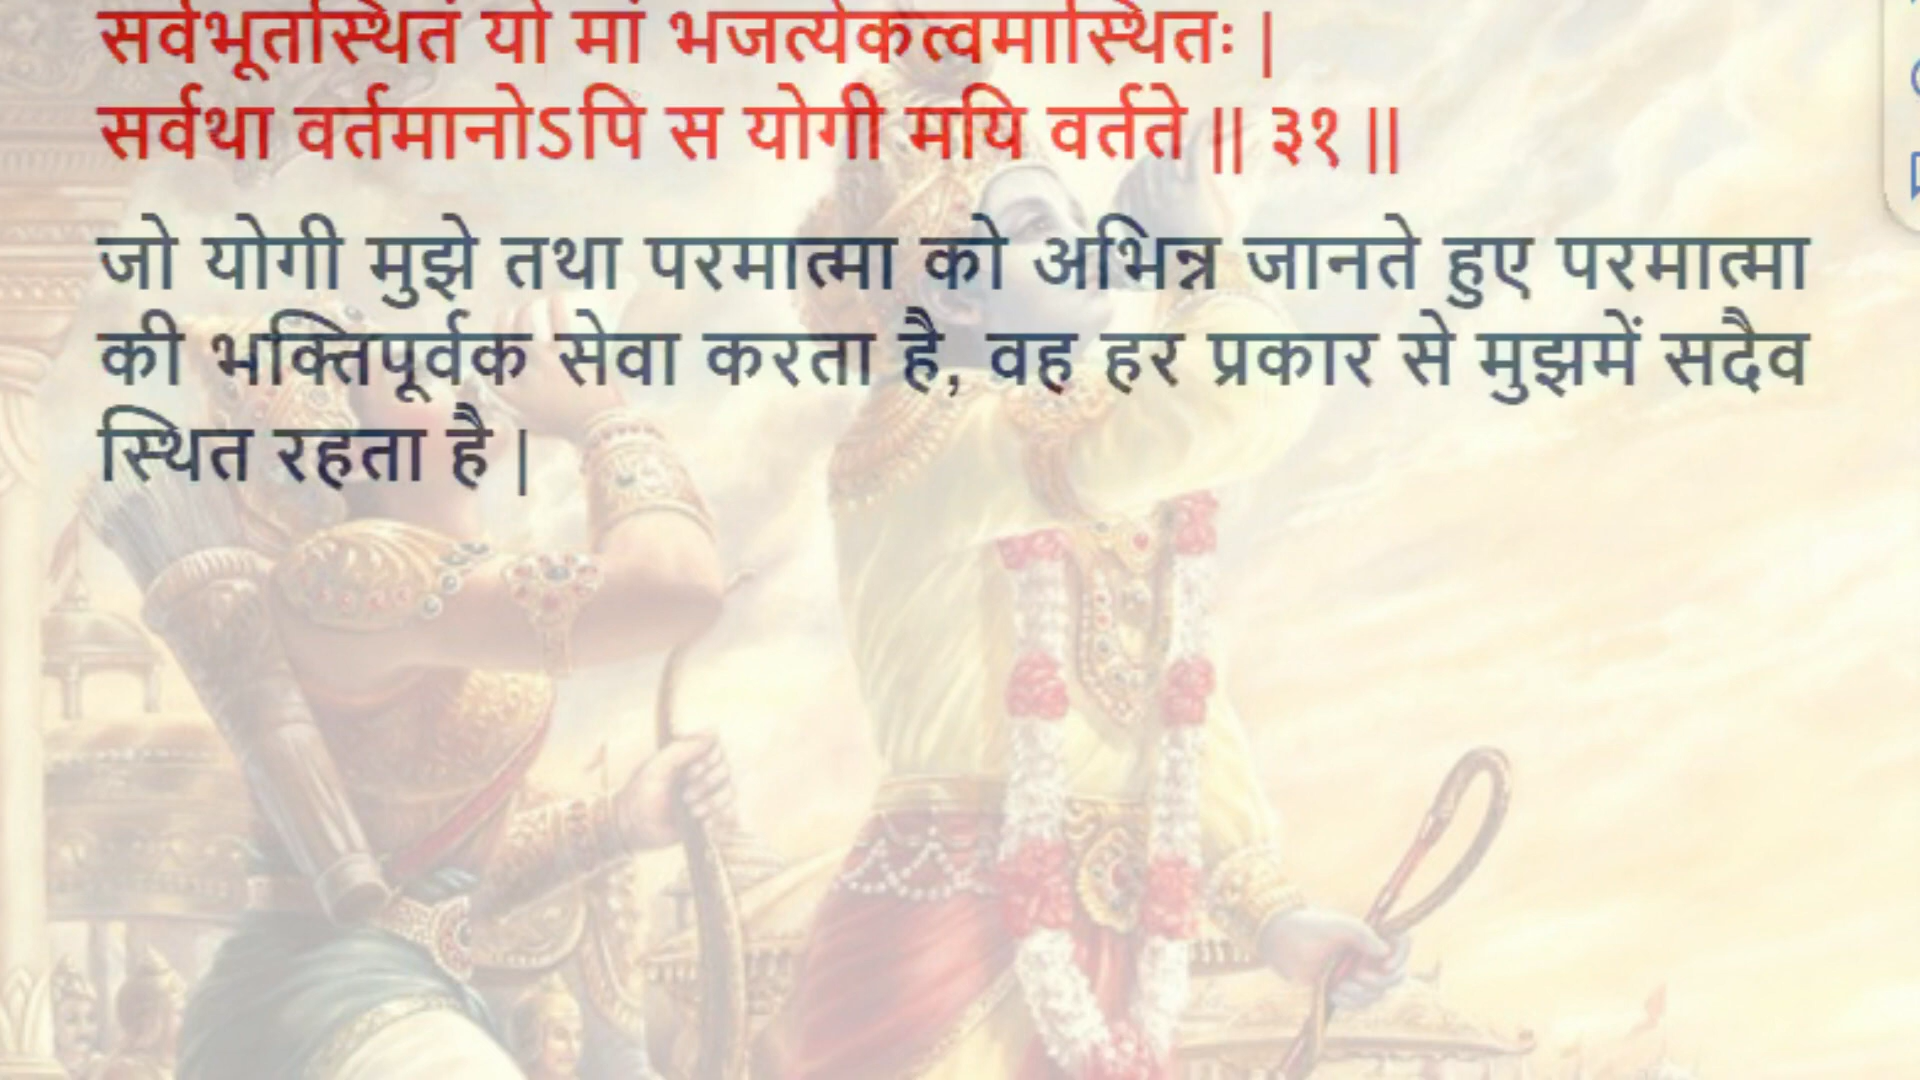 सर्वभूतस्थितं यो मां भजत्येकत्वमास्थितः |
सर्वथा वर्तमानोऽपि स योगी मयि वर्तते || ३१ ||
जो योगी मुझे तथा परमात्मा को अभिन्न जानते हुए परमात्मा
की भक्तिपूर्वक सेवा करता है, वह हर प्रकार से मुझमें सदैव
स्थित रहता है |